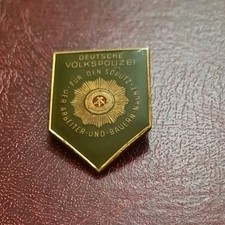 DEUTSCHE
VOLKSPOLIZEI
FÜR DEN SCHUTZ
DER ARBEITER-UND-BAUERN-MACHT